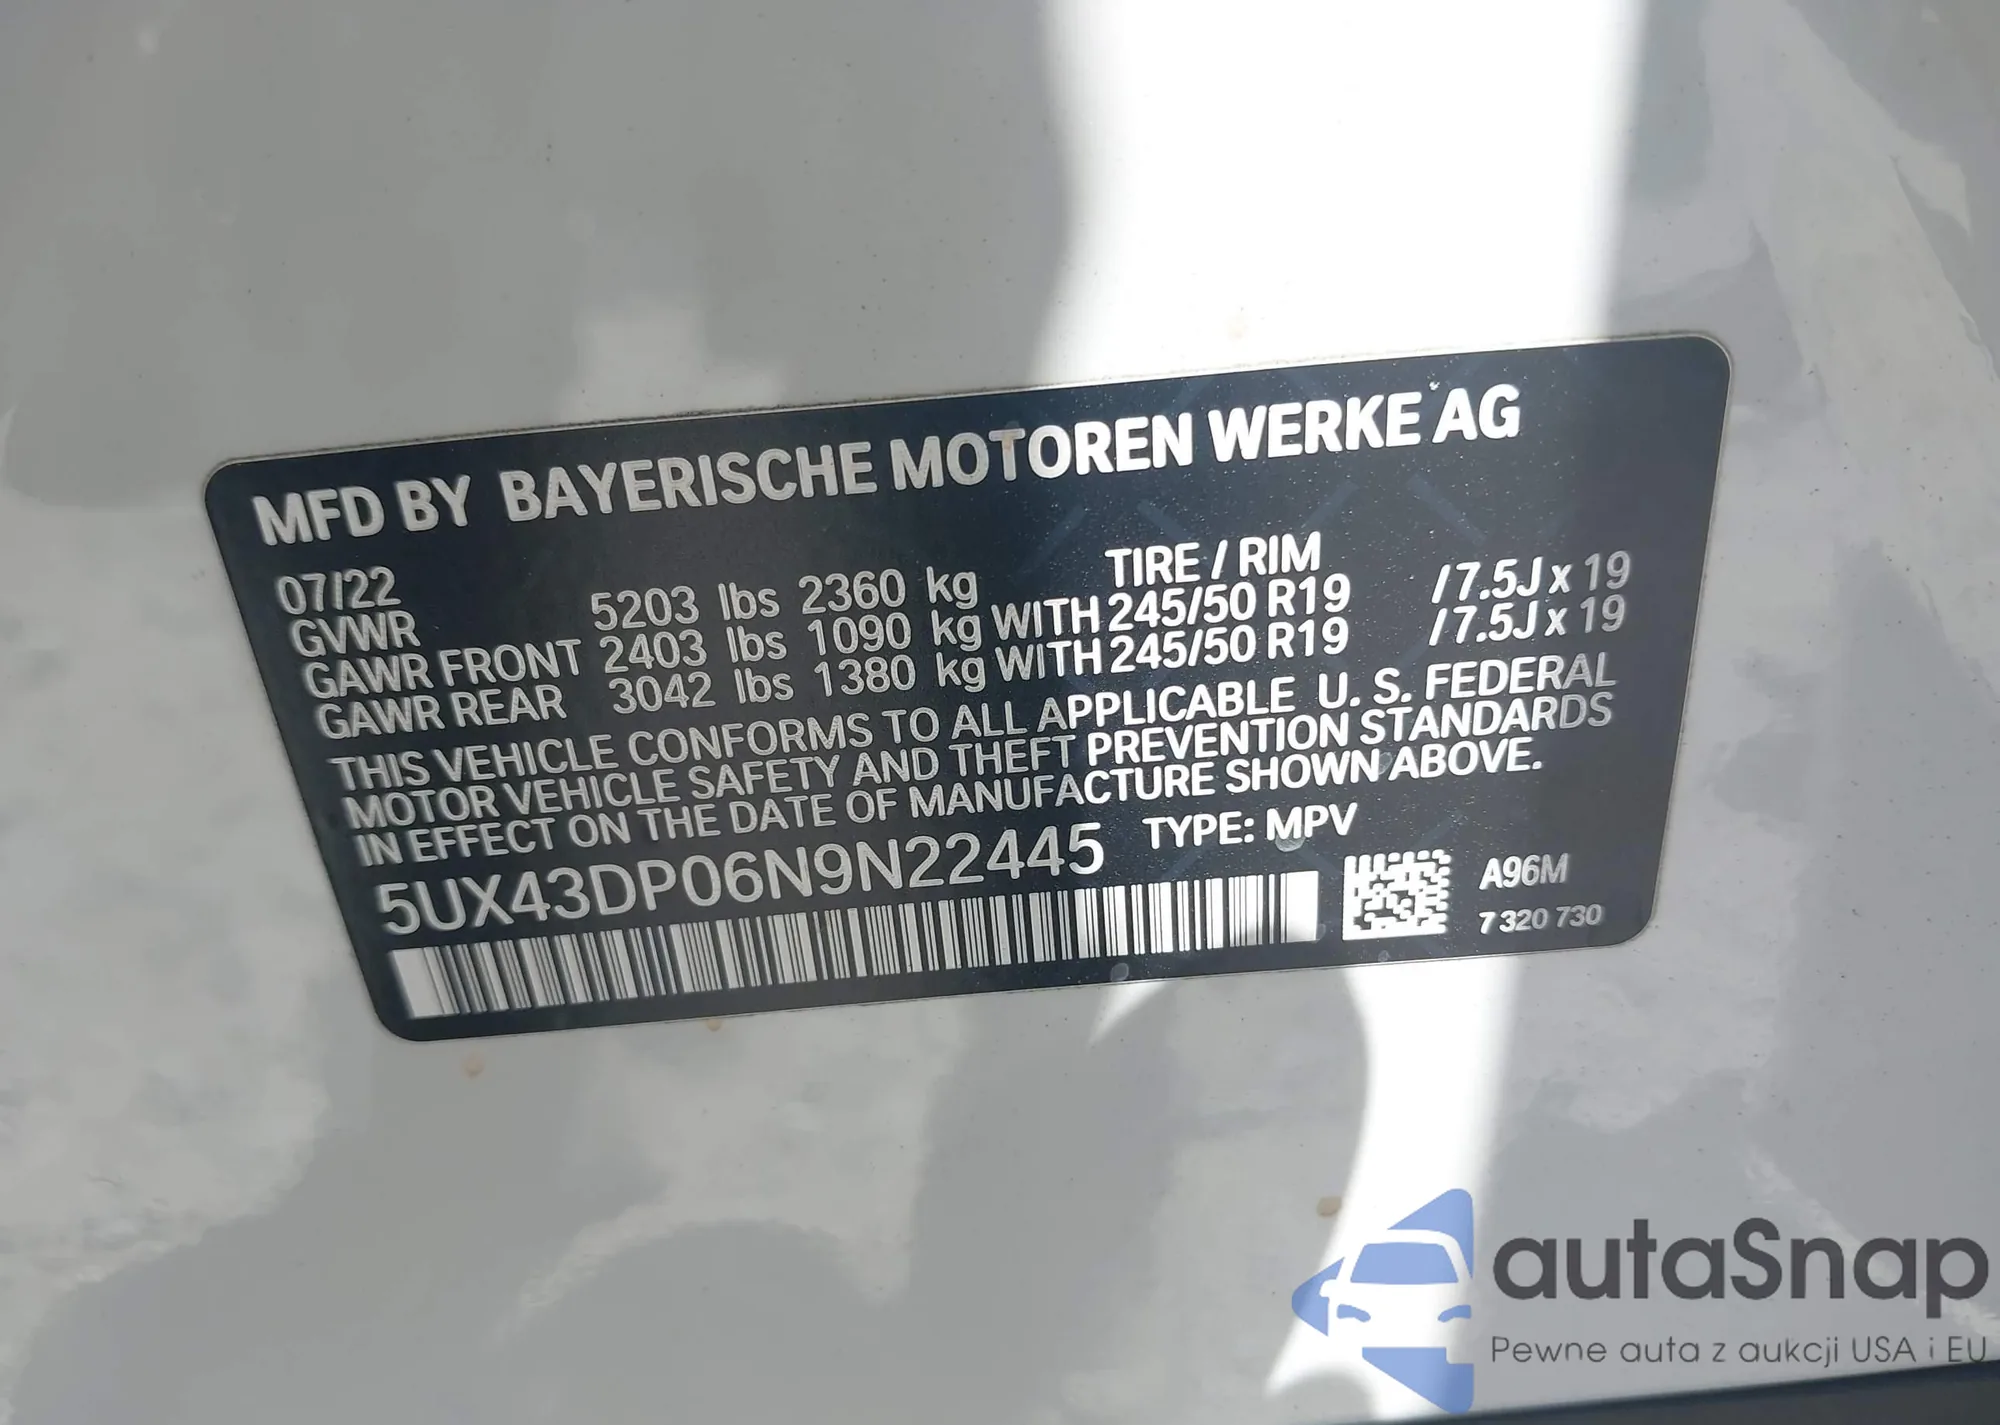 MFD BY BAYERISCHE MOTOREN WERKE AG
07/22 TIRE / RIM
GVWR 5203 lbs 2360 kg
GAWR FRONT 2403 lbs 1090 kg WITH 245/50 R19 /7.5J x 19
GAWR REAR 3042 lbs 1380 kg WITH 245/50 R19 /7.5J x 19
THIS VEHICLE CONFORMS TO ALL APPLICABLE U. S. FEDERAL
MOTOR VEHICLE SAFETY AND THEFT PREVENTION STANDARDS
IN EFFECT ON THE DATE OF MANUFACTURE SHOWN ABOVE.
5UX43DP06N9N22445 TYPE: MPV
A96M
7 320 730
autaSnap
Pewne auta z aukcji USA i EU